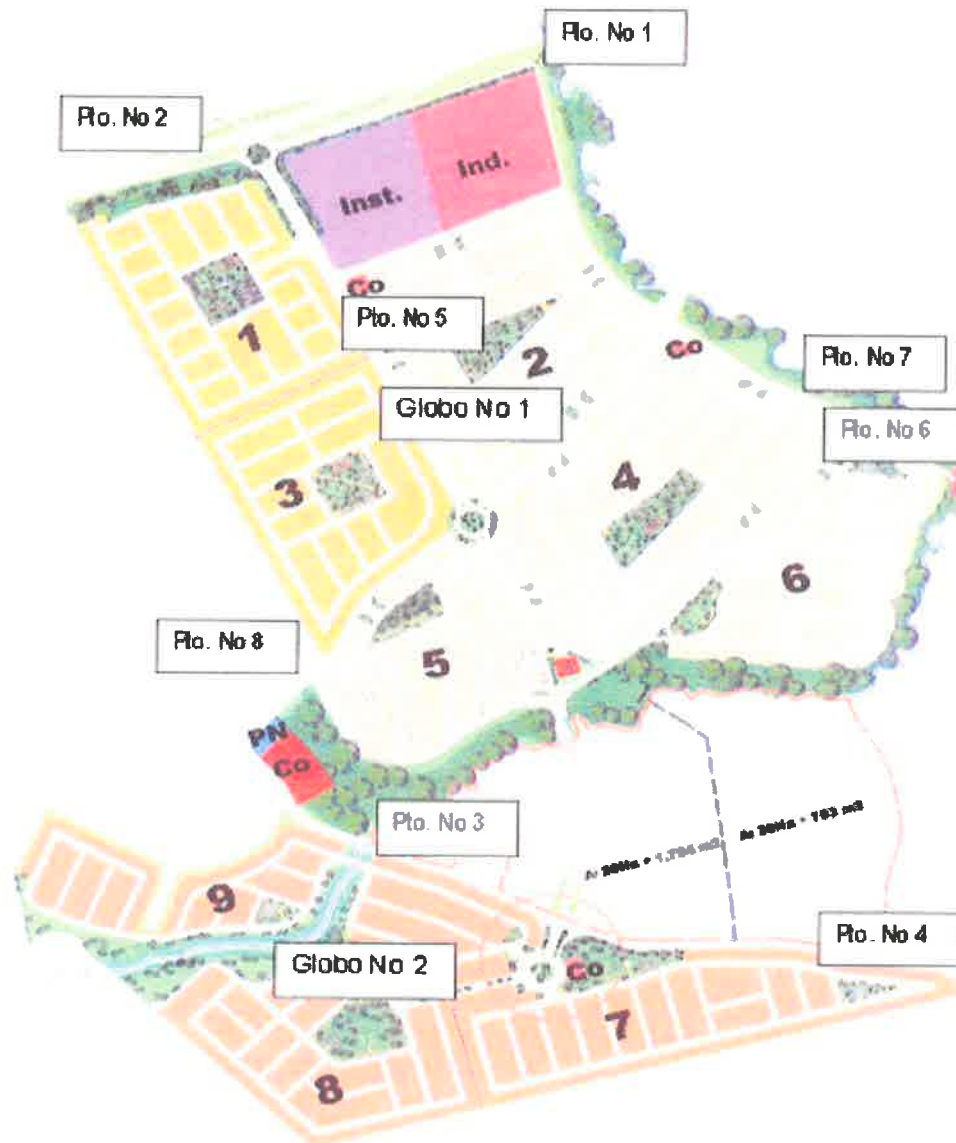 Pto. No 1
Pto. No 2
Ind.
Inst.
Co
Pto. No 5
1
2
Co
Pto. No 7
Globo No 1
Pto. No 6
3
4
6
Pto. No 8
5
PN
Co
Pto. No 3
9
Pto. No 4
Globo No 2
Co
7
8